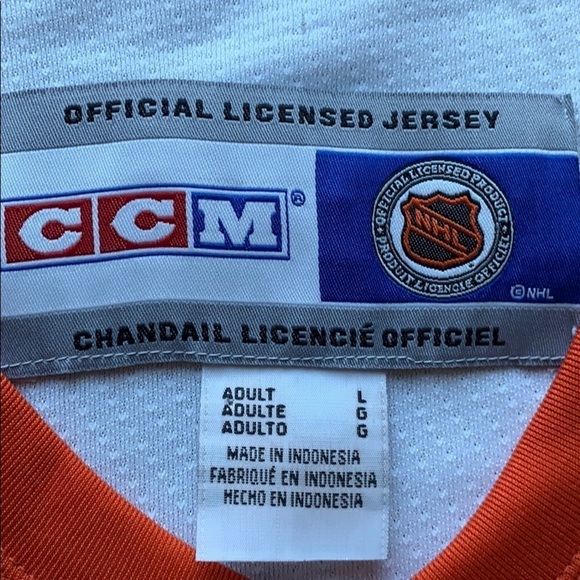 OFFICIAL LICENSED JERSEY
CCM®
OFFICIAL LICENSED PRODUCT
NHL
PRODUIT LICENCIÉ OFFICIEL
©NHL
CHANDAIL LICENCIÉ OFFICIEL
ADULT L
ADULTE G
ADULTO G
MADE IN INDONESIA
FABRIQUÉ EN INDONESIA
HECHO EN INDONESIA